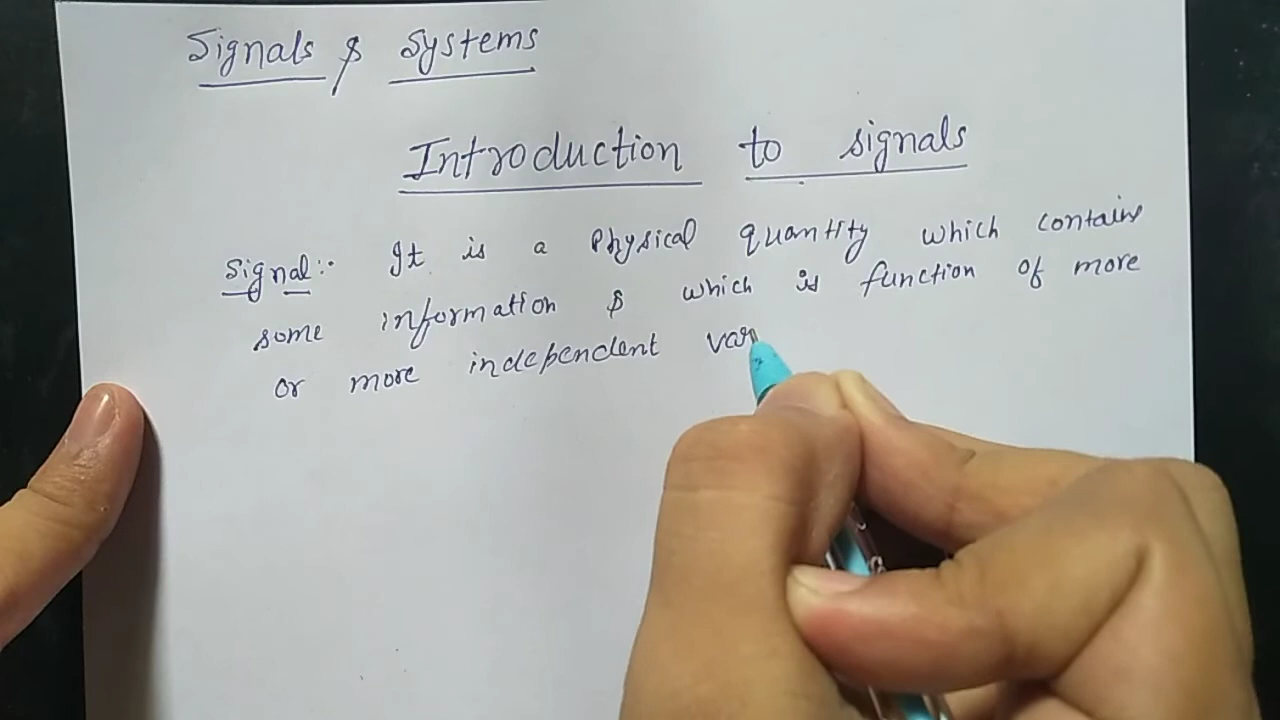 Signals & Systems
Introduction to signals
Signal:- It is a Physical quantity which contains
some information & which is function of more
or more independent var